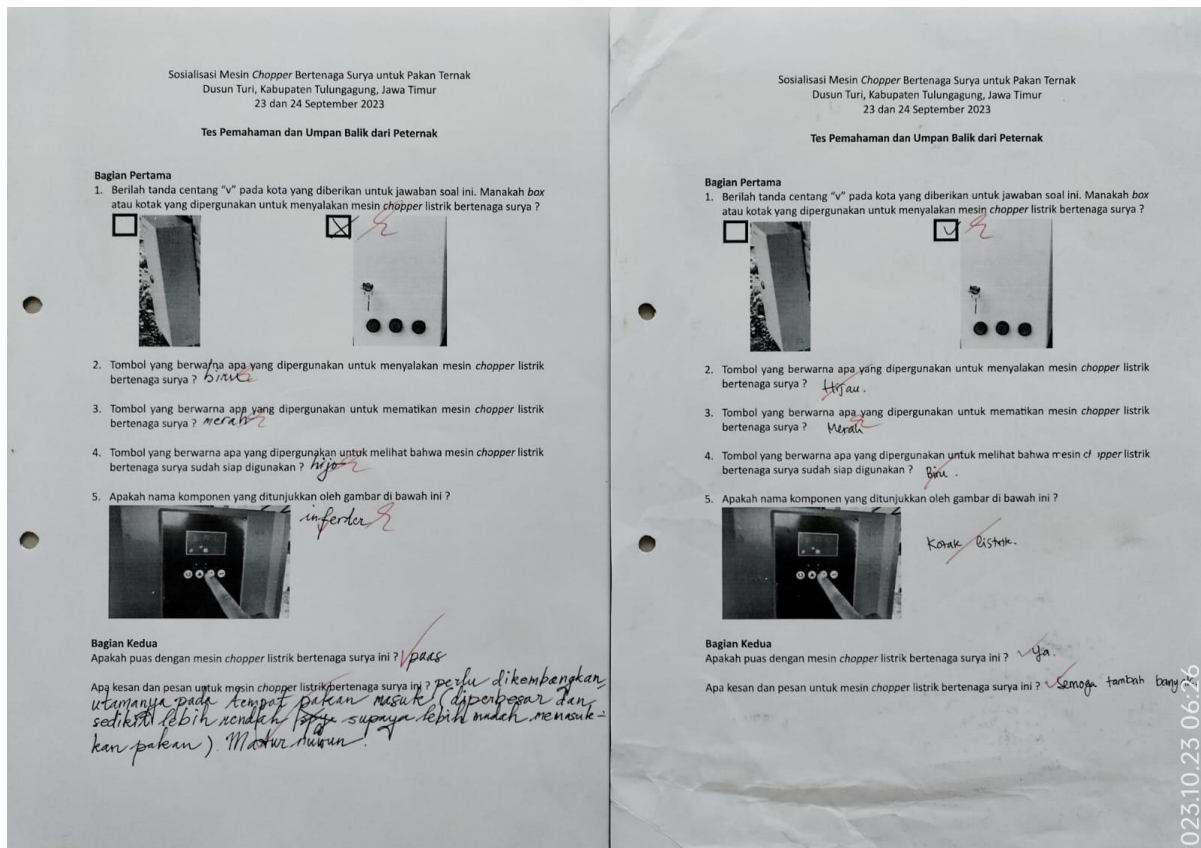 Sosialisasi Mesin Chopper Bertenaga Surya untuk Pakan Ternak
Dusun Turi, Kabupaten Tulungagung, Jawa Timur
23 dan 24 September 2023
Tes Pemahaman dan Umpan Balik dari Peternak
Bagian Pertama
1. Berilah tanda centang "v" pada kota yang diberikan untuk jawaban soal ini. Manakah box
atau kotak yang dipergunakan untuk menyalakan mesin chopper listrik bertenaga surya ?
2. Tombol yang berwarna apa yang dipergunakan untuk menyalakan mesin chopper listrik
bertenaga surya ? biru
3. Tombol yang berwarna apa yang dipergunakan untuk mematikan mesin chopper listrik
bertenaga surya ? merah
4. Tombol yang berwarna apa yang dipergunakan untuk melihat bahwa mesin chopper listrik
bertenaga surya sudah siap digunakan ? hijo
5. Apakah nama komponen yang ditunjukkan oleh gambar di bawah ini ?
inferder
Bagian Kedua
Apakah puas dengan mesin chopper listrik bertenaga surya ini ? puas
Apa kesan dan pesan untuk mesin chopper listrik bertenaga surya ini ? perlu dikembangkan
utamanya pada tempat pakan masuk (diperbesar dan
sedikit lebih rendah supaya lebih mudah memasuk-
kan pakan). Matur nuwun.
Sosialisasi Mesin Chopper Bertenaga Surya untuk Pakan Ternak
Dusun Turi, Kabupaten Tulungagung, Jawa Timur
23 dan 24 September 2023
Tes Pemahaman dan Umpan Balik dari Peternak
Bagian Pertama
1. Berilah tanda centang "v" pada kota yang diberikan untuk jawaban soal ini. Manakah box
atau kotak yang dipergunakan untuk menyalakan mesin chopper listrik bertenaga surya ?
2. Tombol yang berwarna apa yang dipergunakan untuk menyalakan mesin chopper listrik
bertenaga surya ? Hijau.
3. Tombol yang berwarna apa yang dipergunakan untuk mematikan mesin chopper listrik
bertenaga surya ? Merah
4. Tombol yang berwarna apa yang dipergunakan untuk melihat bahwa mesin chopper listrik
bertenaga surya sudah siap digunakan ? Biru.
5. Apakah nama komponen yang ditunjukkan oleh gambar di bawah ini ?
Kotak listrik.
Bagian Kedua
Apakah puas dengan mesin chopper listrik bertenaga surya ini ? ya.
Apa kesan dan pesan untuk mesin chopper listrik bertenaga surya ini ? Semoga tambah banyak.
023.10.23 06:26